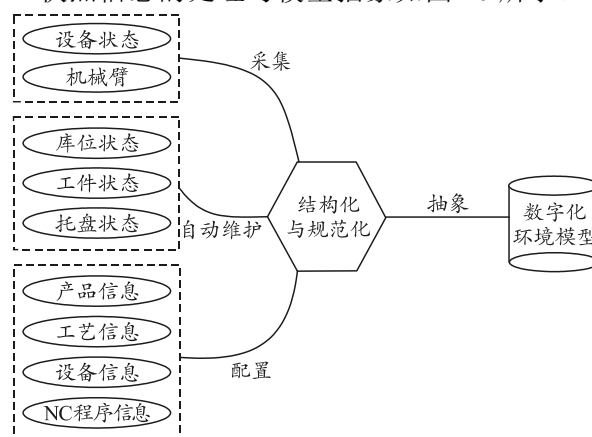 设备状态
机械臂
采集
库位状态
工件状态
托盘状态
自动维护
结构化
与规范化
抽象
数字化
环境模型
产品信息
工艺信息
设备信息
NC程序信息
配置